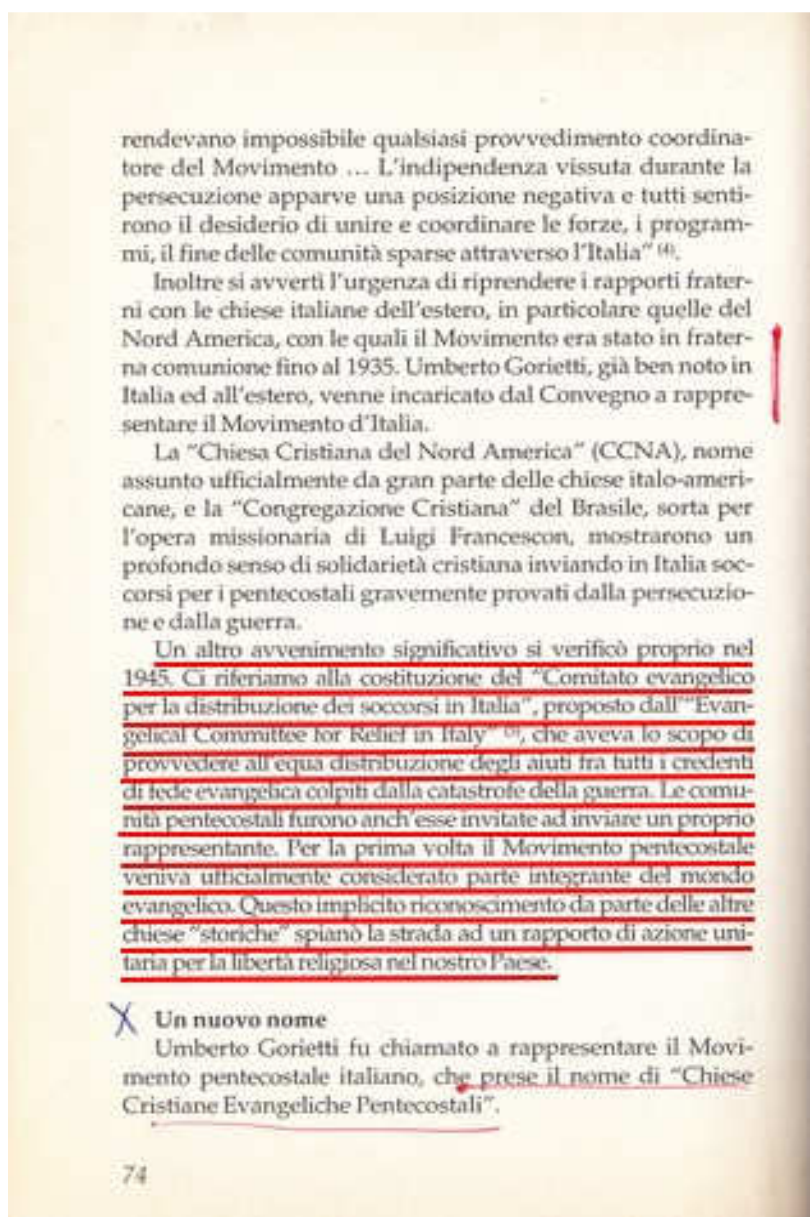 rendevano impossibile qualsiasi provvedimento coordina-
tore del Movimento ... L'indipendenza vissuta durante la
persecuzione apparve una posizione negativa e tutti senti-
rono il desiderio di unire e coordinare le forze, i program-
mi, il fine delle comunità sparse attraverso l'Italia" (4).
Inoltre si avvertì l'urgenza di riprendere i rapporti frater-
ni con le chiese italiane dell'estero, in particolare quelle del
Nord America, con le quali il Movimento era stato in frater-
na comunione fino al 1935. Umberto Gorietti, già ben noto in
Italia ed all'estero, venne incaricato dal Convegno a rappre-
sentare il Movimento d'Italia.
La "Chiesa Cristiana del Nord America" (CCNA), nome
assunto ufficialmente da gran parte delle chiese italo-ameri-
cane, e la "Congregazione Cristiana" del Brasile, sorta per
l'opera missionaria di Luigi Francescon, mostrarono un
profondo senso di solidarietà cristiana inviando in Italia soc-
corsi per i pentecostali gravemente provati dalla persecuzio-
ne e dalla guerra.
Un altro avvenimento significativo si verificò proprio nel
1945. Ci riferiamo alla costituzione del "Comitato evangelico
per la distribuzione dei soccorsi in Italia", proposto dall'"Evan-
gelical Committee for Relief in Italy" (5), che aveva lo scopo di
provvedere all'equa distribuzione degli aiuti fra tutti i credenti
di fede evangelica colpiti dalla catastrofe della guerra. Le comu-
nità pentecostali furono anch'esse invitate ad inviare un proprio
rappresentante. Per la prima volta il Movimento pentecostale
veniva ufficialmente considerato parte integrante del mondo
evangelico. Questo implicito riconoscimento da parte delle altre
chiese "storiche" spianò la strada ad un rapporto di azione uni-
taria per la libertà religiosa nel nostro Paese.
X Un nuovo nome
Umberto Gorietti fu chiamato a rappresentare il Movi-
mento pentecostale italiano, che prese il nome di "Chiese
Cristiane Evangeliche Pentecostali".
74